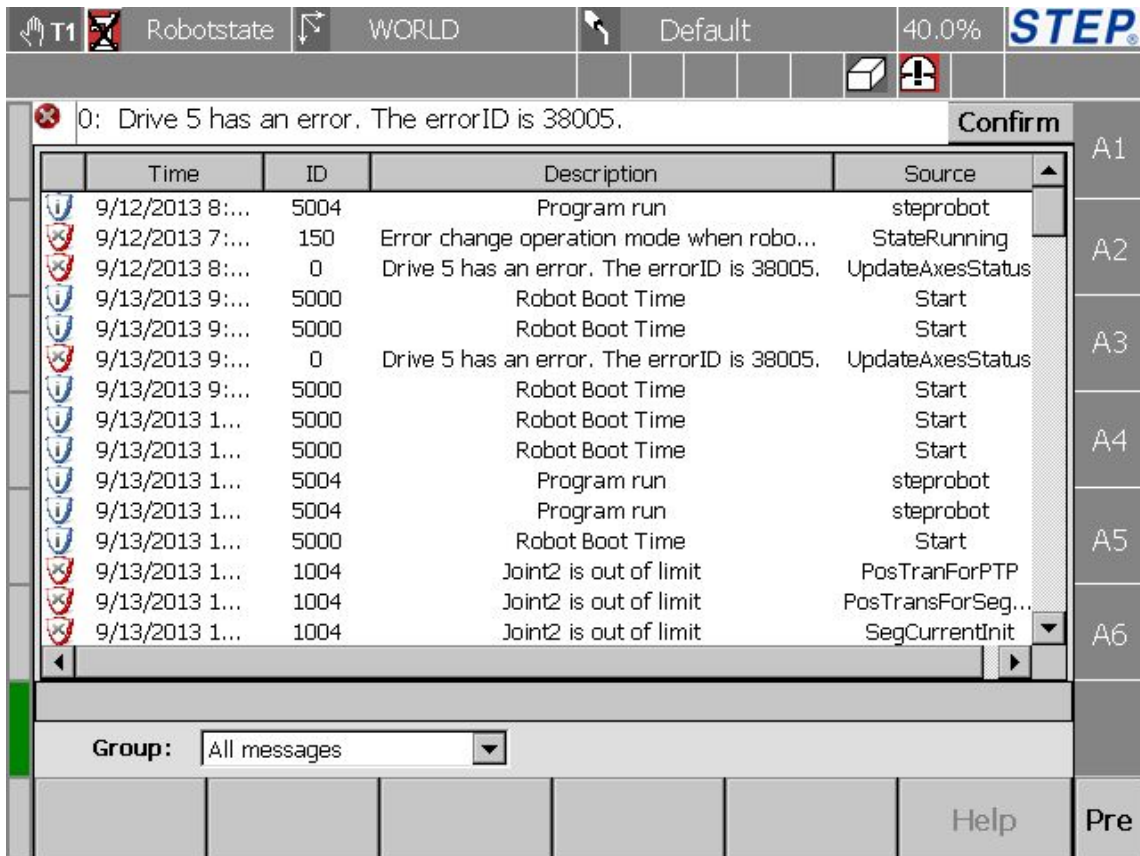 T1 Robotstate WORLD Default 40.0% STEP®
0: Drive 5 has an error. The errorID is 38005. Confirm
A1
Time ID Description Source
9/12/2013 8:... 5004 Program run steprobot
9/12/2013 7:... 150 Error change operation mode when robo... StateRunning
A2
9/12/2013 8:... 0 Drive 5 has an error. The errorID is 38005. UpdateAxesStatus
9/13/2013 9:... 5000 Robot Boot Time Start
9/13/2013 9:... 5000 Robot Boot Time Start
A3
9/13/2013 9:... 0 Drive 5 has an error. The errorID is 38005. UpdateAxesStatus
9/13/2013 9:... 5000 Robot Boot Time Start
9/13/2013 1... 5000 Robot Boot Time Start
A4
9/13/2013 1... 5000 Robot Boot Time Start
9/13/2013 1... 5004 Program run steprobot
9/13/2013 1... 5004 Program run steprobot
9/13/2013 1... 5000 Robot Boot Time Start
A5
9/13/2013 1... 1004 Joint2 is out of limit PosTranForPTP
9/13/2013 1... 1004 Joint2 is out of limit PosTransForSeg...
9/13/2013 1... 1004 Joint2 is out of limit SegCurrentInit
A6
Group: All messages
Help Pre